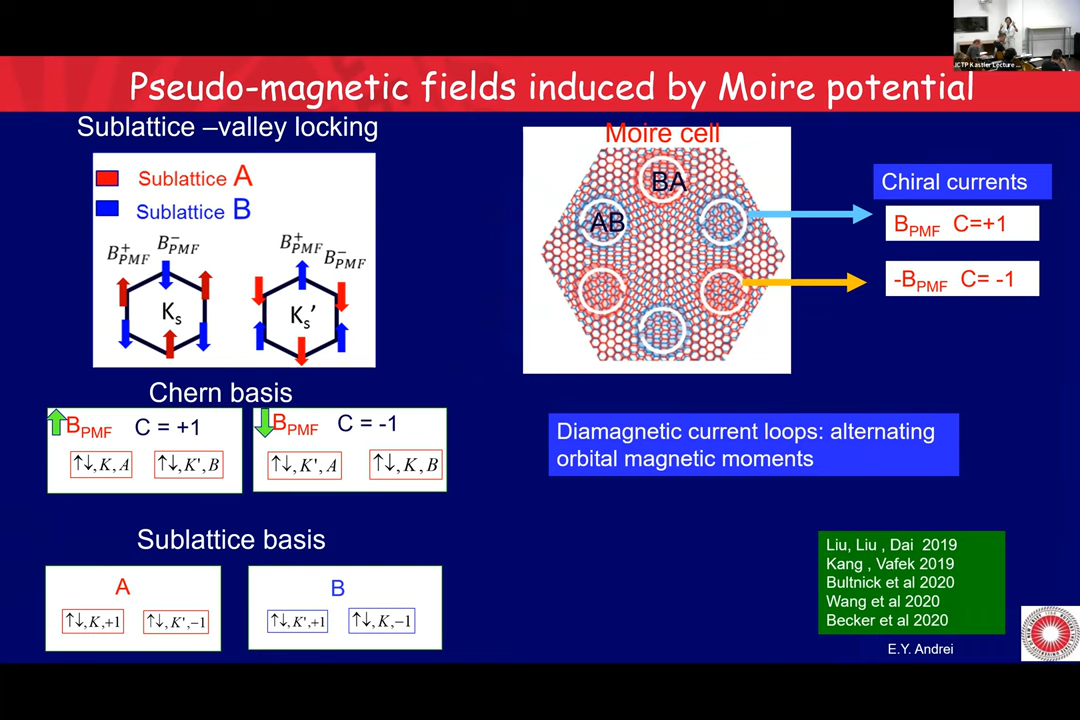 JCTP Kastler Lecture ...
Pseudo-magnetic fields induced by Moire potential
Sublattice –valley locking
Sublattice A
Sublattice B
B⁺PMF B⁻PMF
B⁺PMF B⁻PMF
Kₛ
Kₛ’
Chern basis
BPMF C = +1
↑↓, K, A ↑↓, K', B
BPMF C = -1
↑↓, K', A ↑↓, K, B
Sublattice basis
A
↑↓, K,+1 ↑↓, K',−1
B
↑↓, K',+1 ↑↓, K,−1
Moire cell
BA
AB
Chiral currents
BPMF C=+1
-BPMF C= -1
Diamagnetic current loops: alternating
orbital magnetic moments
Liu, Liu , Dai 2019
Kang , Vafek 2019
Bultnick et al 2020
Wang et al 2020
Becker et al 2020
E.Y. Andrei